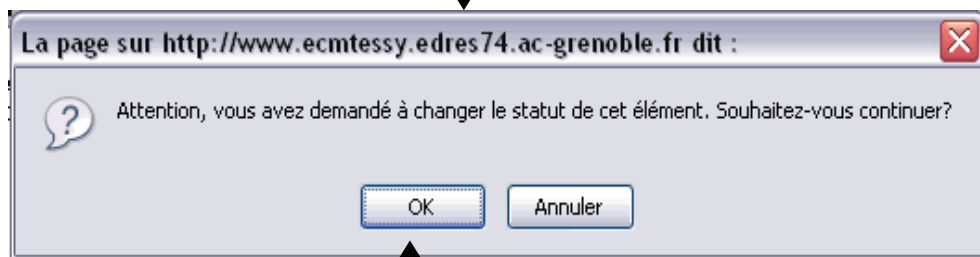 La page sur http://www.ecmtessy.edres74.ac-grenoble.fr dit :
Attention, vous avez demandé à changer le statut de cet élément. Souhaitez-vous continuer?
OK
Annuler